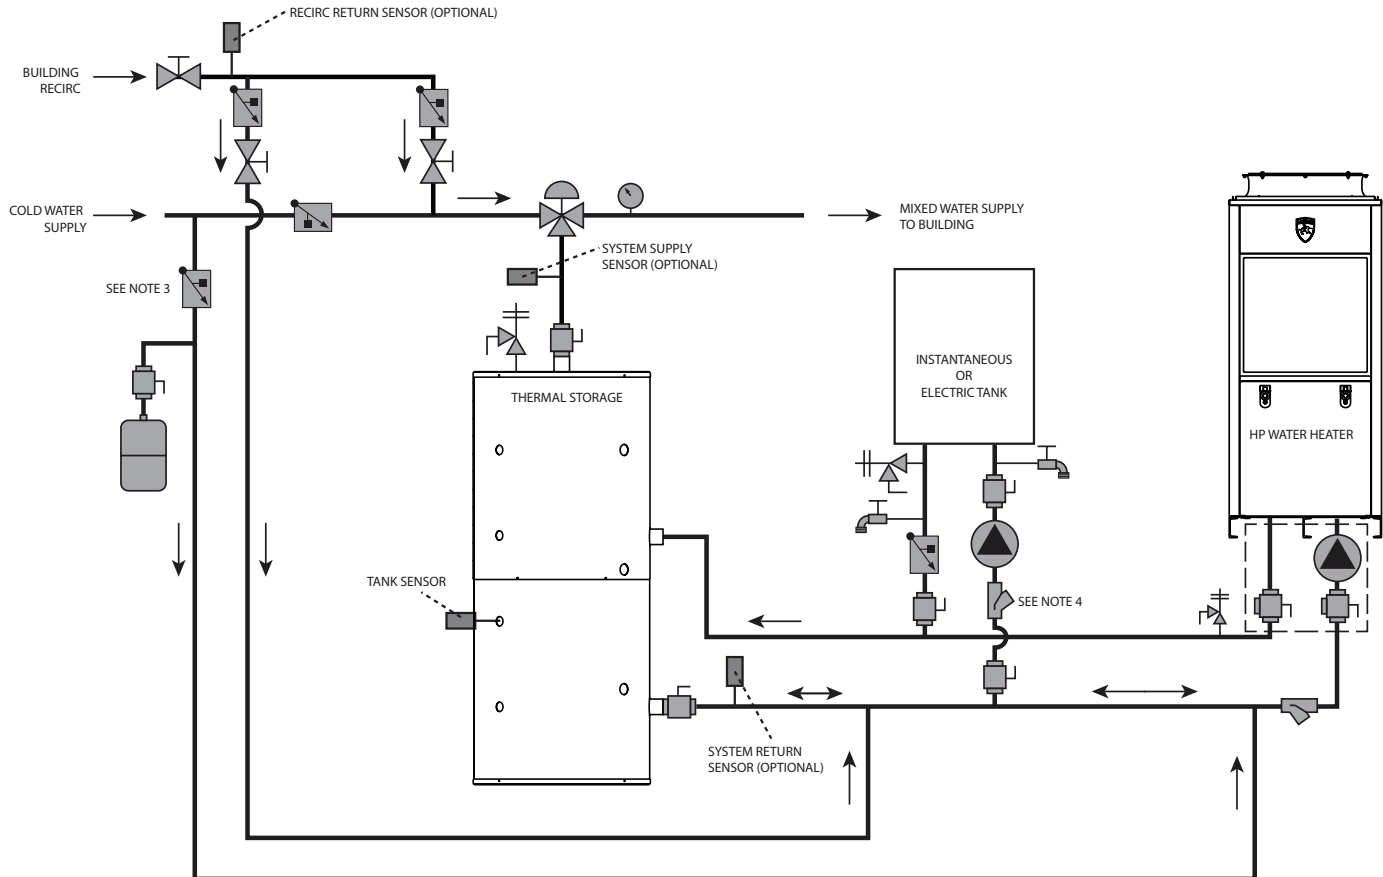 RECIRC RETURN SENSOR (OPTIONAL)
BUILDING
RECIRC
COLD WATER
SUPPLY
MIXED WATER SUPPLY
TO BUILDING
SYSTEM SUPPLY
SENSOR (OPTIONAL)
SEE NOTE 3
INSTANTANEOUS
OR
ELECTRIC TANK
THERMAL STORAGE
HP WATER HEATER
TANK SENSOR
SEE NOTE 4
SYSTEM RETURN
SENSOR (OPTIONAL)